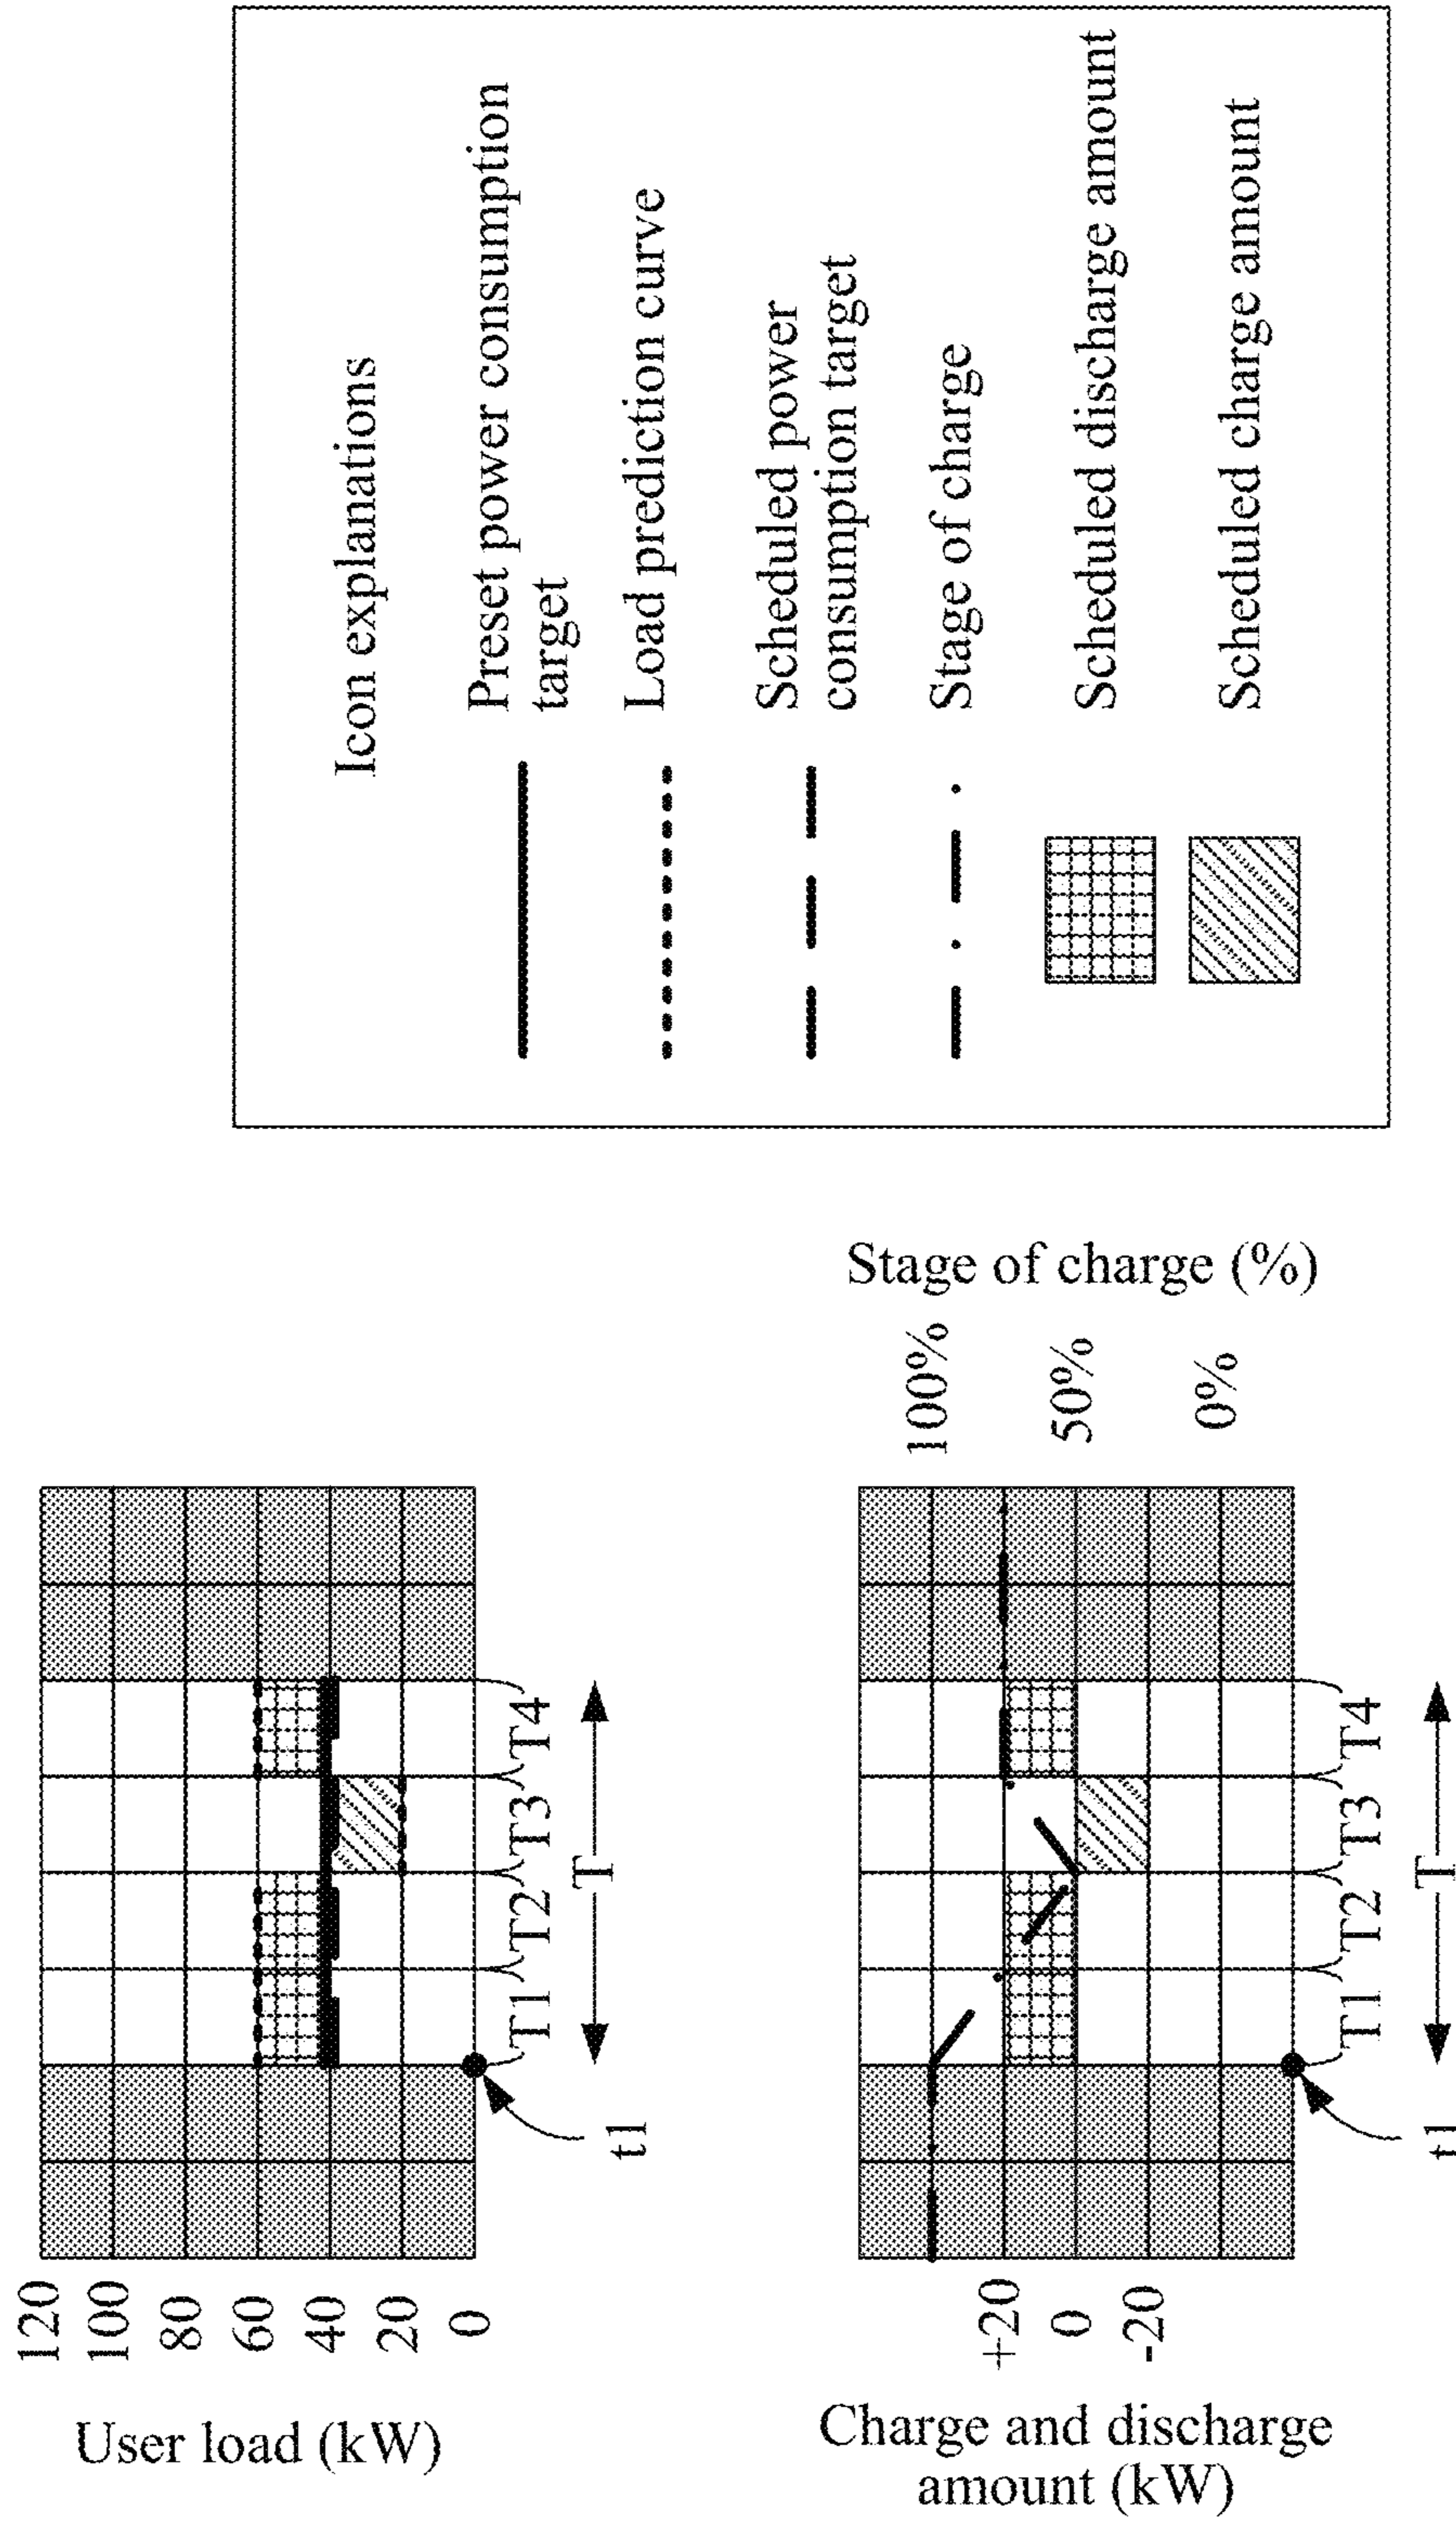 User load (kW)
120
100
80
60
40
20
0
T1
T2
T3
T4
T
t1
Charge and discharge
amount (kW)
+20
0
-20
Stage of charge (%)
100%
50%
0%
T1
T2
T3
T4
T
t1
Icon explanations
Preset power consumption
target
Load prediction curve
Scheduled power
consumption target
Stage of charge
Scheduled discharge amount
Scheduled charge amount